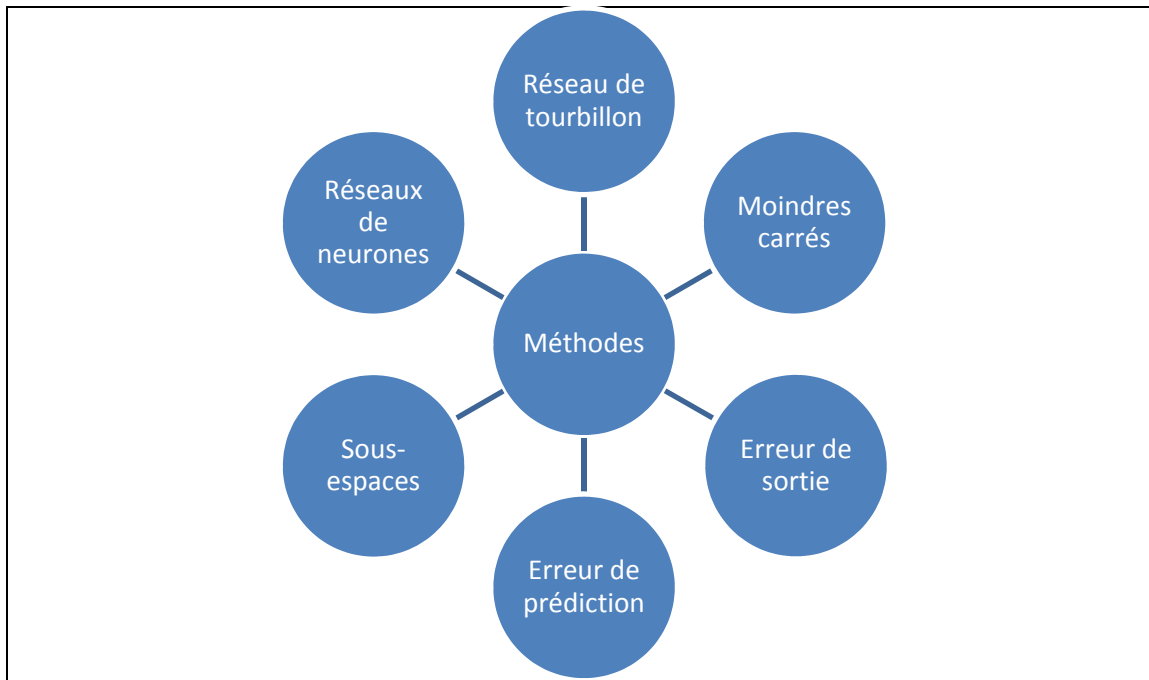 Réseau de
tourbillon
Réseaux
de
neurones
Moindres
carrés
Méthodes
Sous-
espaces
Erreur de
sortie
Erreur de
prédiction